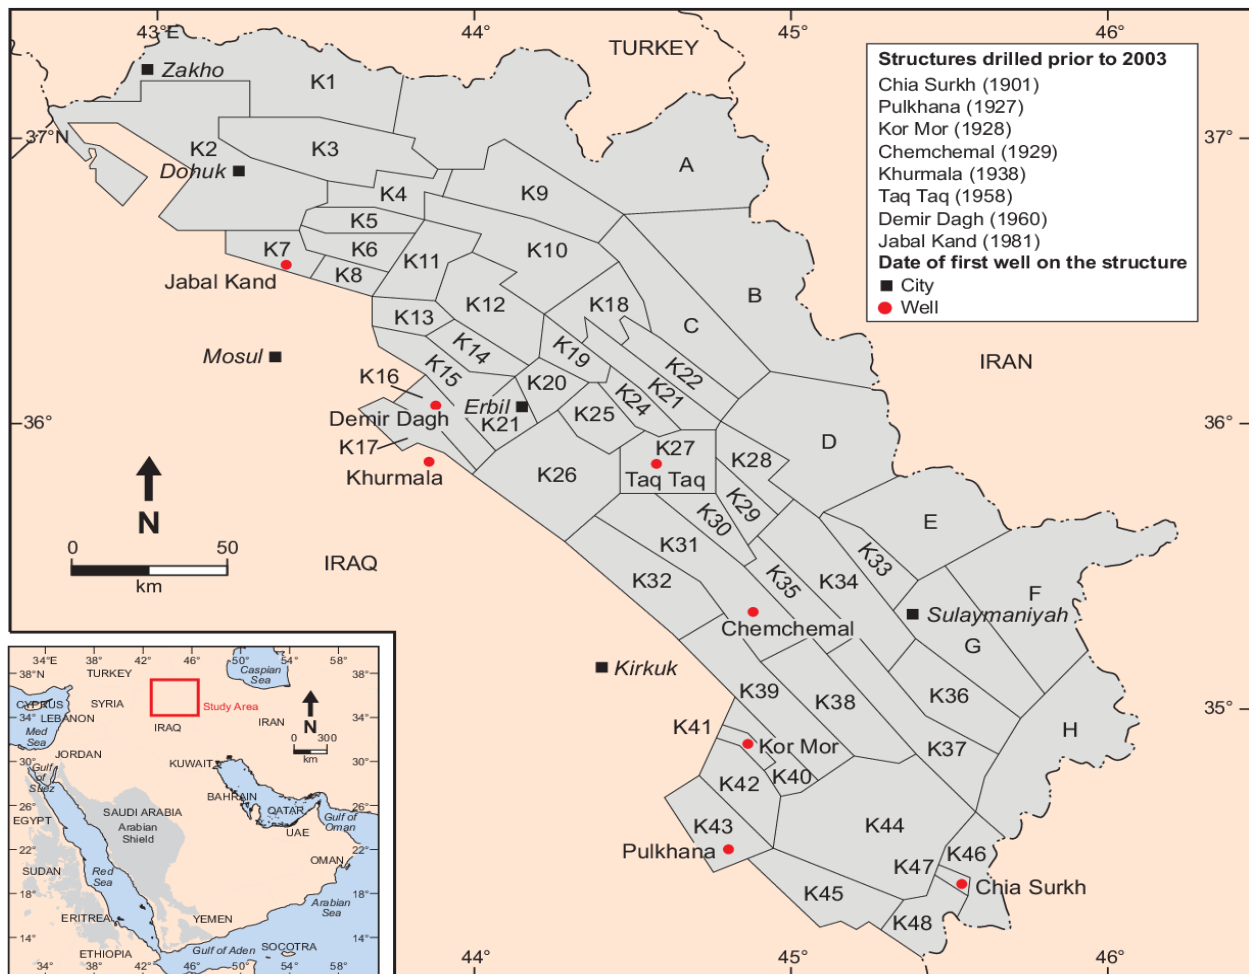 43°E
44°
45°
46°
TURKEY
Zakho
K1
Structures drilled prior to 2003
Chia Surkh (1901)
Pulkhana (1927)
Kor Mor (1928)
Chemchemal (1929)
Khurmala (1938)
Taq Taq (1958)
Demir Dagh (1960)
Jabal Kand (1981)
Date of first well on the structure
City
Well
37°N
37°
K2
K3
A
Dohuk
K4
K9
K5
K7
K6
K10
K8
K11
Jabal Kand
B
K12
K18
K13
C
Mosul
K14
K19
IRAN
K16
K15
K20
K22
K24
K21
Demir Dagh
Erbil
K21
K25
36°
36°
K17
K27
D
Khurmala
K26
Taq Taq
K28
K29
N
K30
E
0
50
km
IRAQ
K31
K33
K32
K35
K34
F
Sulaymaniyah
Chemchemal
G
Kirkuk
K39
K38
K36
35°
K41
Kor Mor
K37
H
K40
K42
K43
K44
Pulkhana
K47
K46
K45
Chia Surkh
K48
44°
45°
46°
34°E
38°
42°
46°
50°
54°
58°
TURKEY
Caspian
Sea
38°N
38°
CYPRUS
SYRIA
Study Area
N
34°
LEBANON
IRAQ
IRAN
34°
Med
Sea
0
300
km
JORDAN
30°
KUWAIT
30°
Gulf
of
Suez
BAHRAIN
26°
SAUDI ARABIA
QATAR
26°
EGYPT
Arabian
Shield
Gulf of
Oman
UAE
22°
22°
OMAN
SUDAN
Red
Sea
18°
18°
Arabian
Sea
ERITREA
YEMEN
14°
14°
Gulf of Aden
SOCOTRA
ETHIOPIA
34°
38°
42°
46°
50°
54°
58°